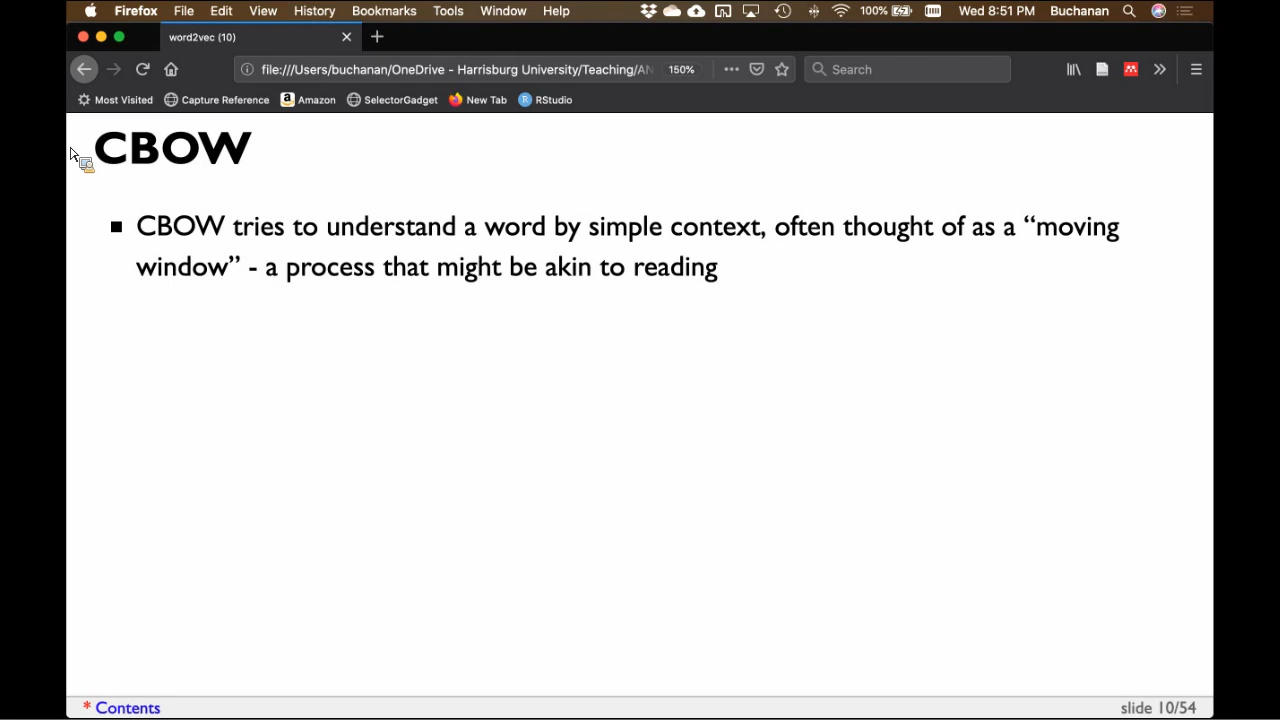 Firefox File Edit View History Bookmarks Tools Window Help 100% Wed 8:51 PM Buchanan
word2vec (10)
file:///Users/buchanan/OneDrive - Harrisburg University/Teaching/AN 150% Search
Most Visited Capture Reference Amazon SelectorGadget New Tab RStudio
CBOW
CBOW tries to understand a word by simple context, often thought of as a “moving
window” - a process that might be akin to reading
* Contents slide 10/54